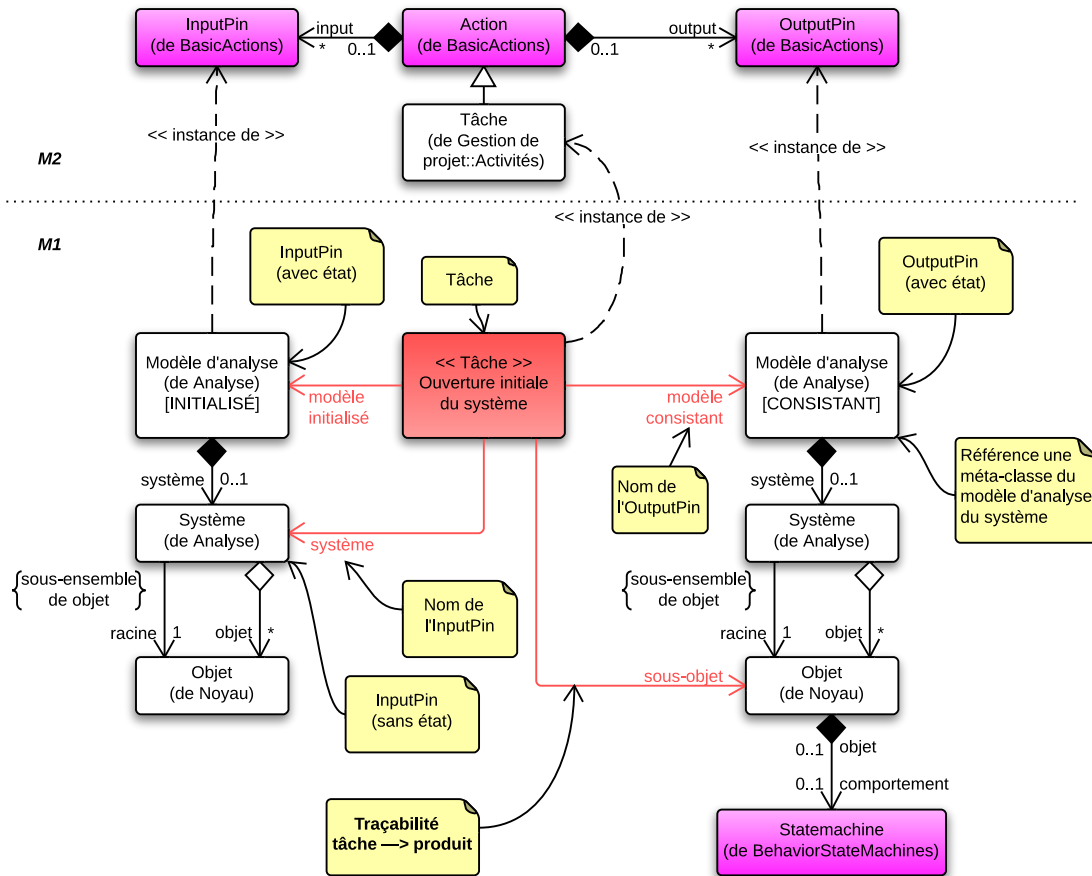 InputPin
(de BasicActions)
input
*
0..1
Action
(de BasicActions)
0..1
output
*
OutputPin
(de BasicActions)
<< instance de >>
Tâche
(de Gestion de
projet::Activités)
<< instance de >>
M2
<< instance de >>
M1
InputPin
(avec état)
Tâche
OutputPin
(avec état)
Modèle d'analyse
(de Analyse)
[INITIALISÉ]
modèle
initialisé
<< Tâche >>
Ouverture initiale
du système
modèle
consistant
Modèle d'analyse
(de Analyse)
[CONSISTANT]
système
0..1
Nom de
l'OutputPin
système
0..1
Référence une
méta-classe du
modèle d'analyse
du système
Système
(de Analyse)
système
Système
(de Analyse)
{sous-ensemble
de objet}
racine
1
objet
*
Nom de
l'InputPin
{sous-ensemble
de objet}
racine
1
objet
*
Objet
(de Noyau)
InputPin
(sans état)
sous-objet
Objet
(de Noyau)
0..1
objet
0..1
comportement
Traçabilité
tâche —> produit
Statemachine
(de BehaviorStateMachines)